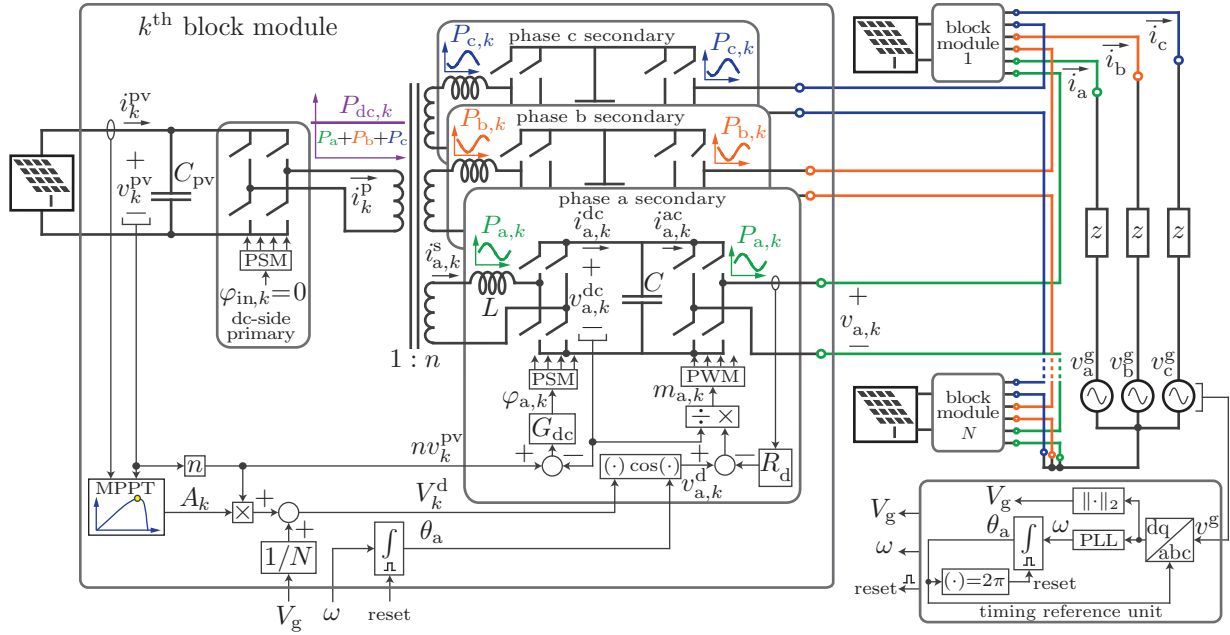 kᵗʰ block module
i_k^pv
v_k^pv
+
−
C_pv
PSM
φ_in,k=0
dc-side
primary
P_dc,k
P_a+P_b+P_c
i_k^p
1 : n
phase c secondary
P_c,k
P_c,k
phase b secondary
P_b,k
P_b,k
phase a secondary
P_a,k
i_a,k^s
L
i_a,k^dc
+
v_a,k^dc
−
C
i_a,k^ac
P_a,k
+
v_a,k
−
PSM
φ_a,k
G_dc
+
−
PWM
m_a,k
÷ ×
(·) cos(·)
+
−
v_a,k^d
R_d
nv_k^pv
n
MPPT
A_k
×
+
+
V_k^d
1/N
θ_a
∫
V_g
ω
reset
block
module
1
i_c
i_b
i_a
z
z
z
v_a^g
v_b^g
v_c^g
block
module
N
V_g
ω
reset
V_g
‖·‖₂
θ_a
∫
ω
PLL
dq
abc
v^g
(·)=2π
reset
timing reference unit